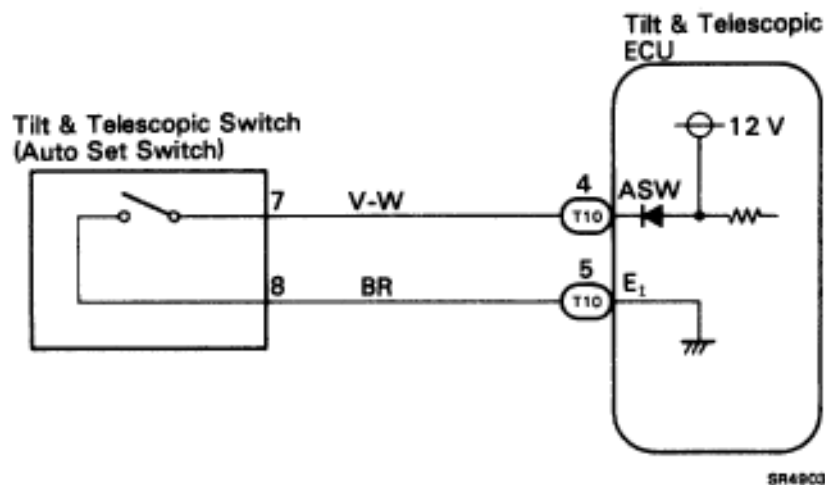 Tilt & Telescopic
ECU
Tilt & Telescopic Switch
(Auto Set Switch)
12 V
7
V-W
4
T10
ASW
8
BR
5
T10
E₁
SR4903